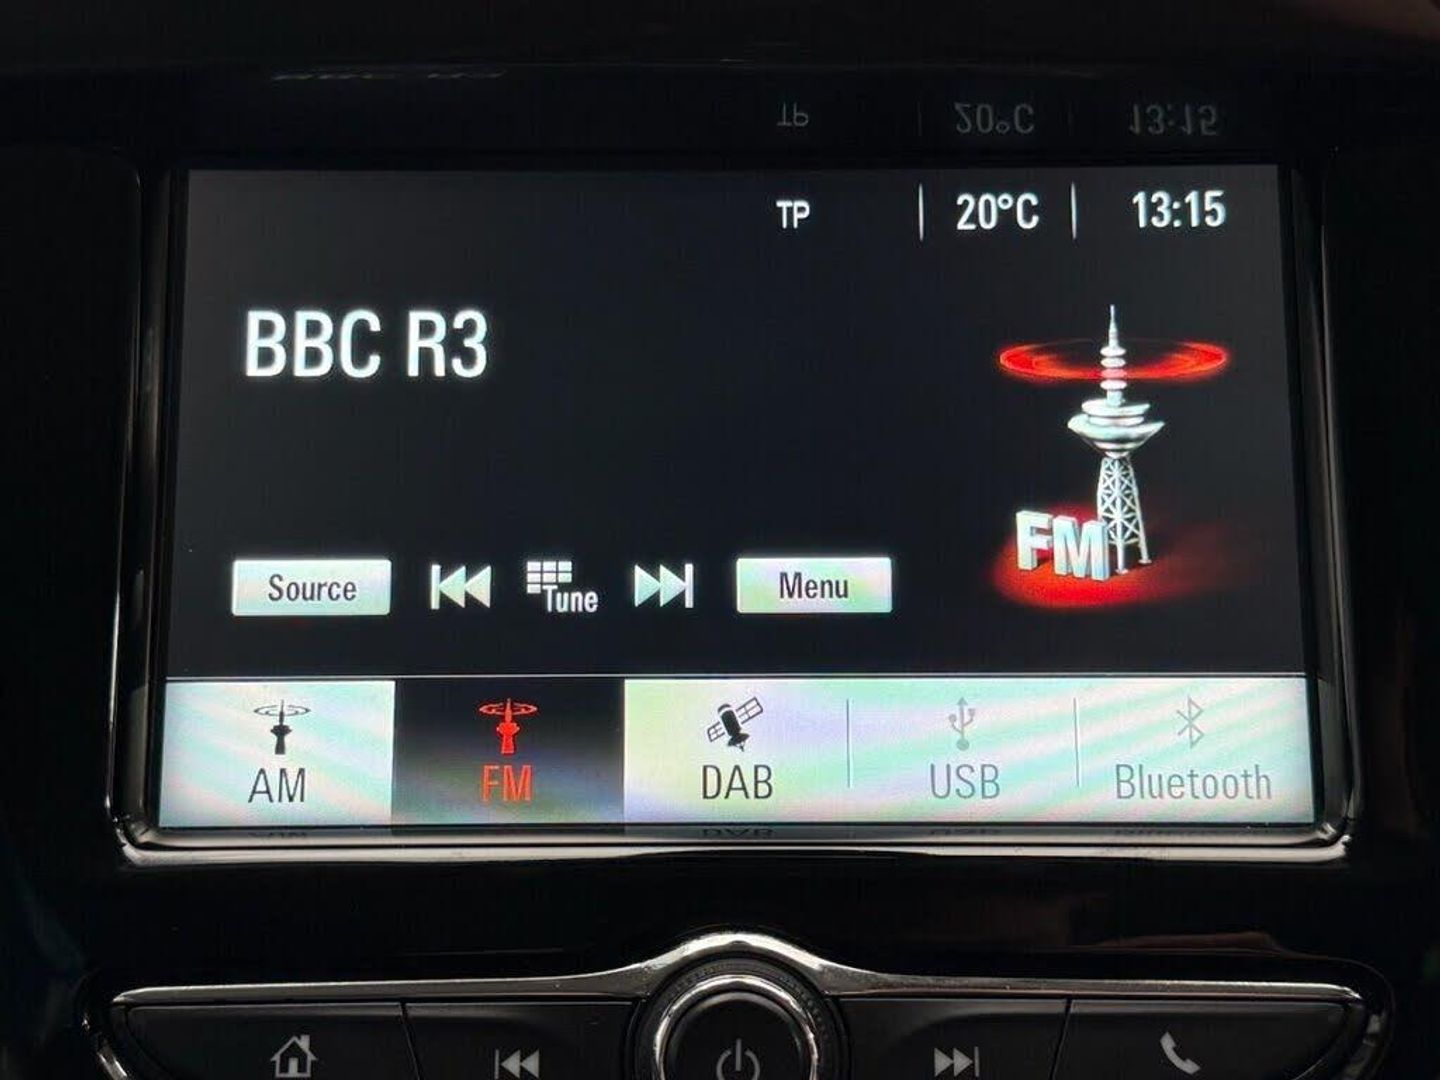 TP 20°C 13:15
BBC R3
FM
Source Tune Menu
AM FM DAB USB Bluetooth